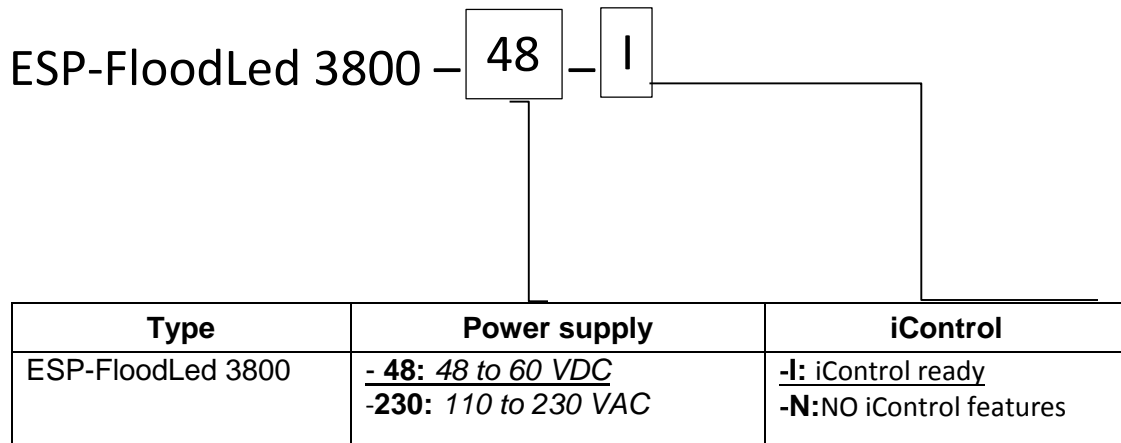 ESP-FloodLed 3800 – 48 – I
Type Power supply iControl
ESP-FloodLed 3800 - 48: 48 to 60 VDC -I: iControl ready
-230: 110 to 230 VAC -N:NO iControl features